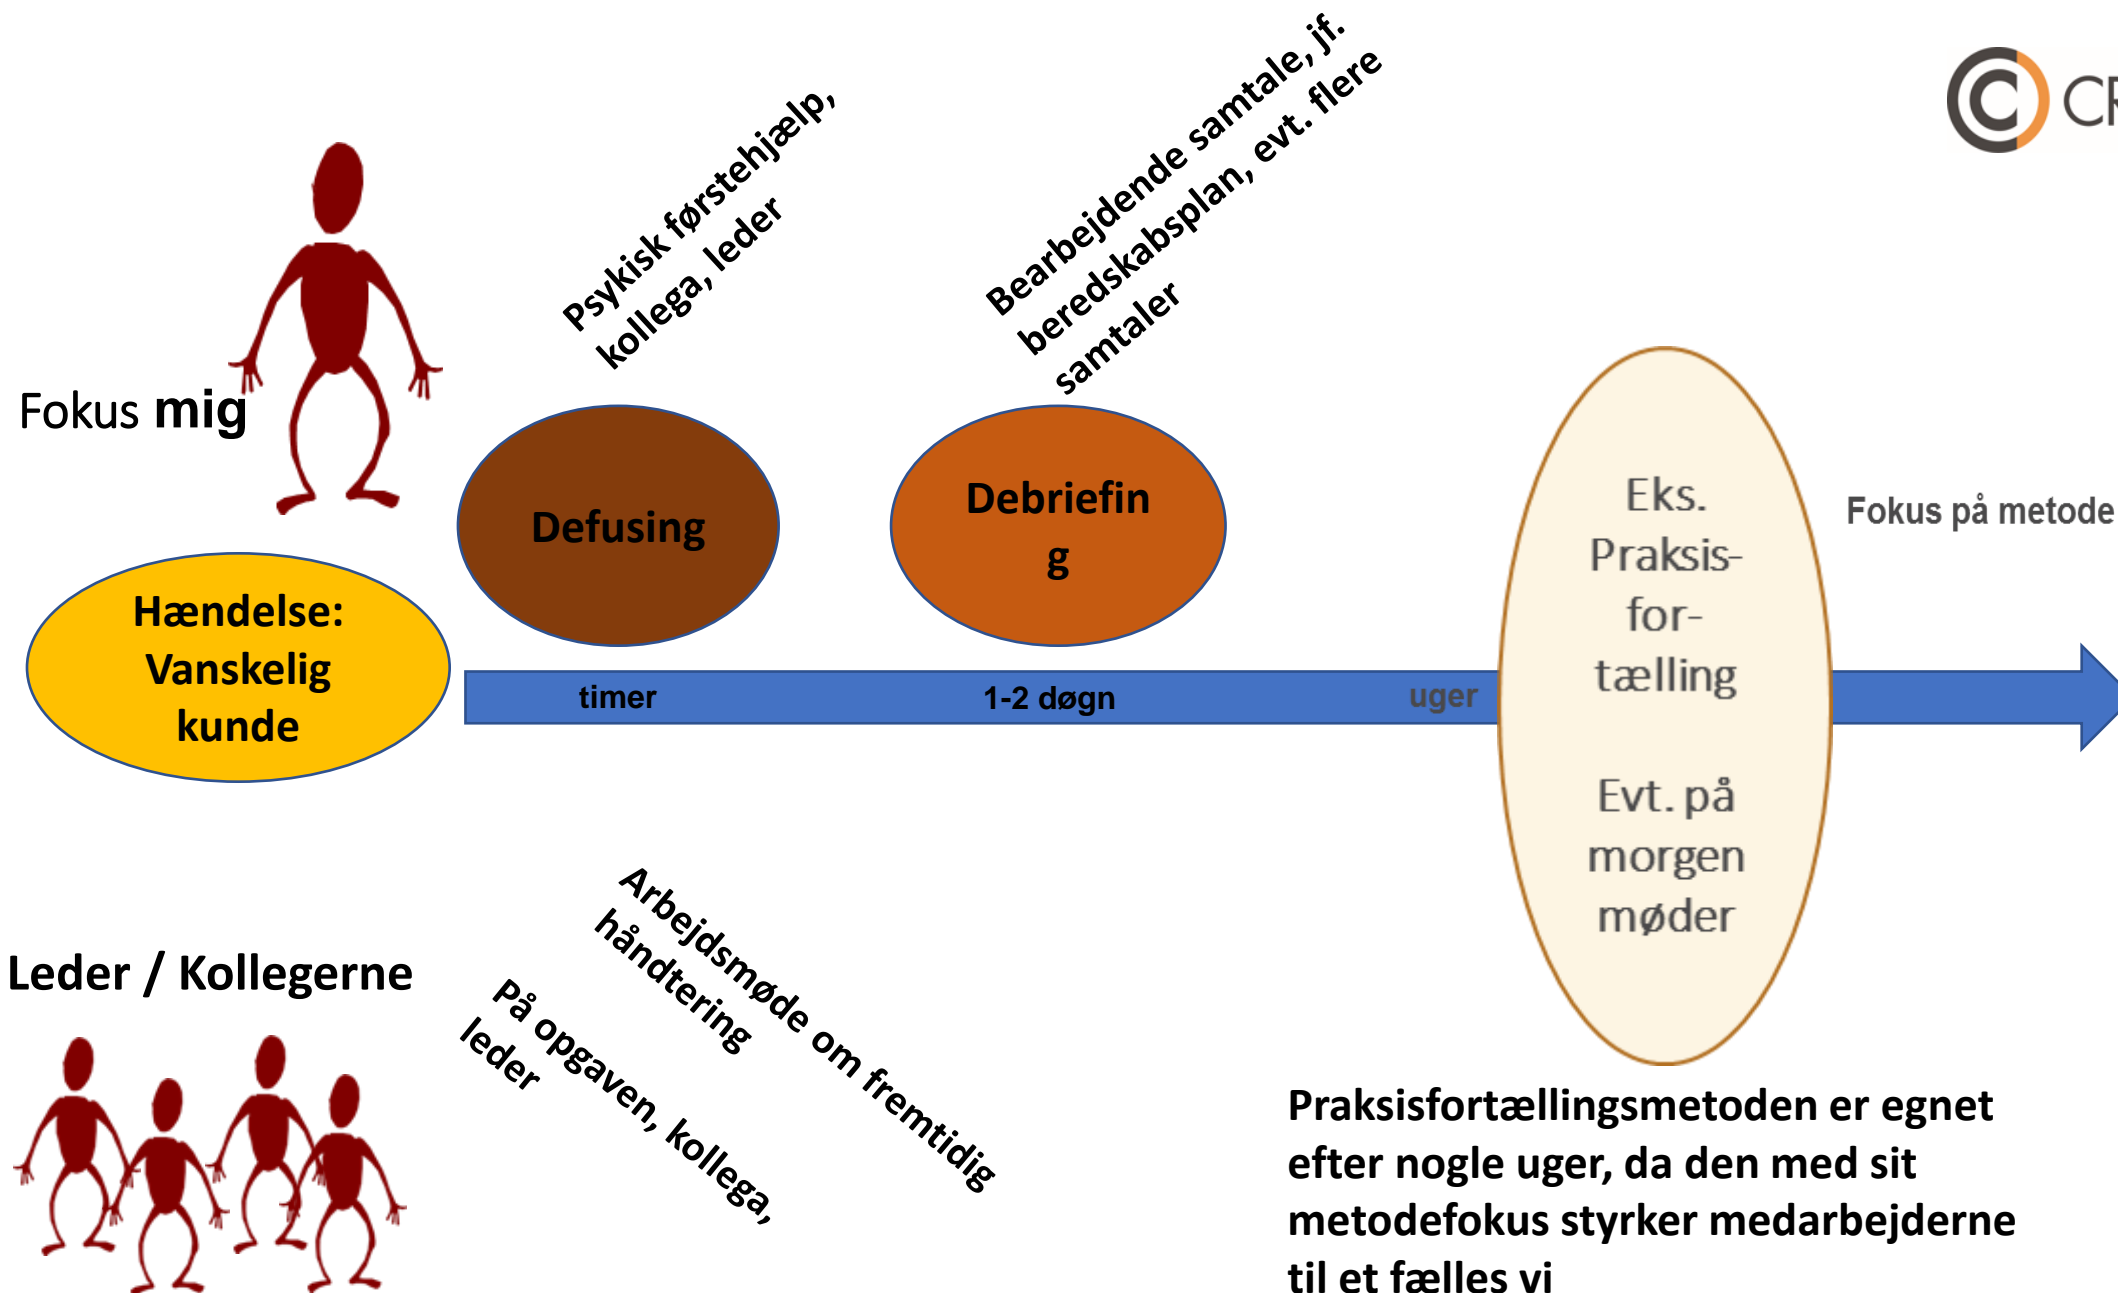 Psykisk førstehjælp,
kollega, leder
Bearbejdende samtale, jf.
beredskabsplan, evt. flere
samtaler
Fokus mig
Defusing
Debriefin
g
Hændelse:
Vanskelig
kunde
timer
1-2 døgn
uger
Eks.
Praksis-
for-
tælling
Evt. på
morgen
møder
Fokus på metode
Leder / Kollegerne
Arbejdsmøde om fremtidig
håndtering
På opgaven, kollega,
leder
Praksisfortællingsmetoden er egnet
efter nogle uger, da den med sit
metodefokus styrker medarbejderne
til et fælles vi